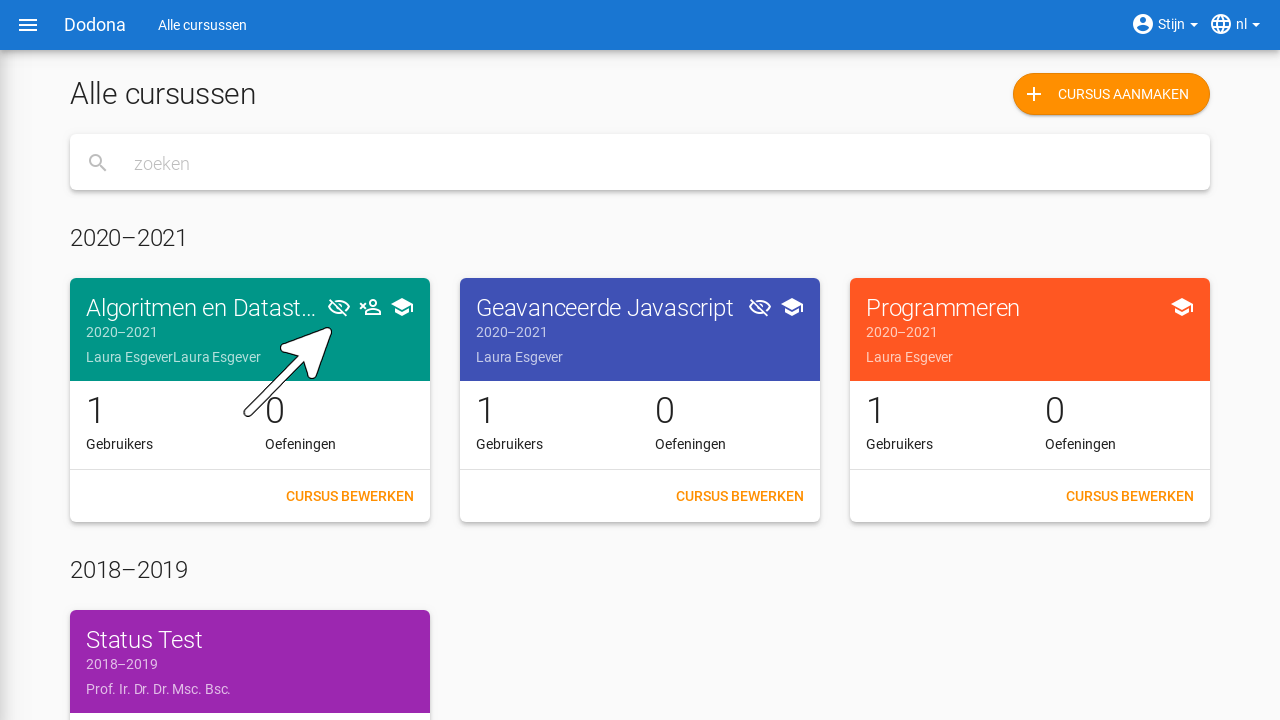 Dodona Alle cursussen Stijn nl
Alle cursussen
CURSUS AANMAKEN
zoeken
2020–2021
Algoritmen en Datast...
2020–2021
Laura EsgeverLaura Esgever
1 0
Gebruikers Oefeningen
CURSUS BEWERKEN
Geavanceerde Javascript
2020–2021
Laura Esgever
1 0
Gebruikers Oefeningen
CURSUS BEWERKEN
Programmeren
2020–2021
Laura Esgever
1 0
Gebruikers Oefeningen
CURSUS BEWERKEN
2018–2019
Status Test
2018–2019
Prof. Ir. Dr. Dr. Msc. Bsc.